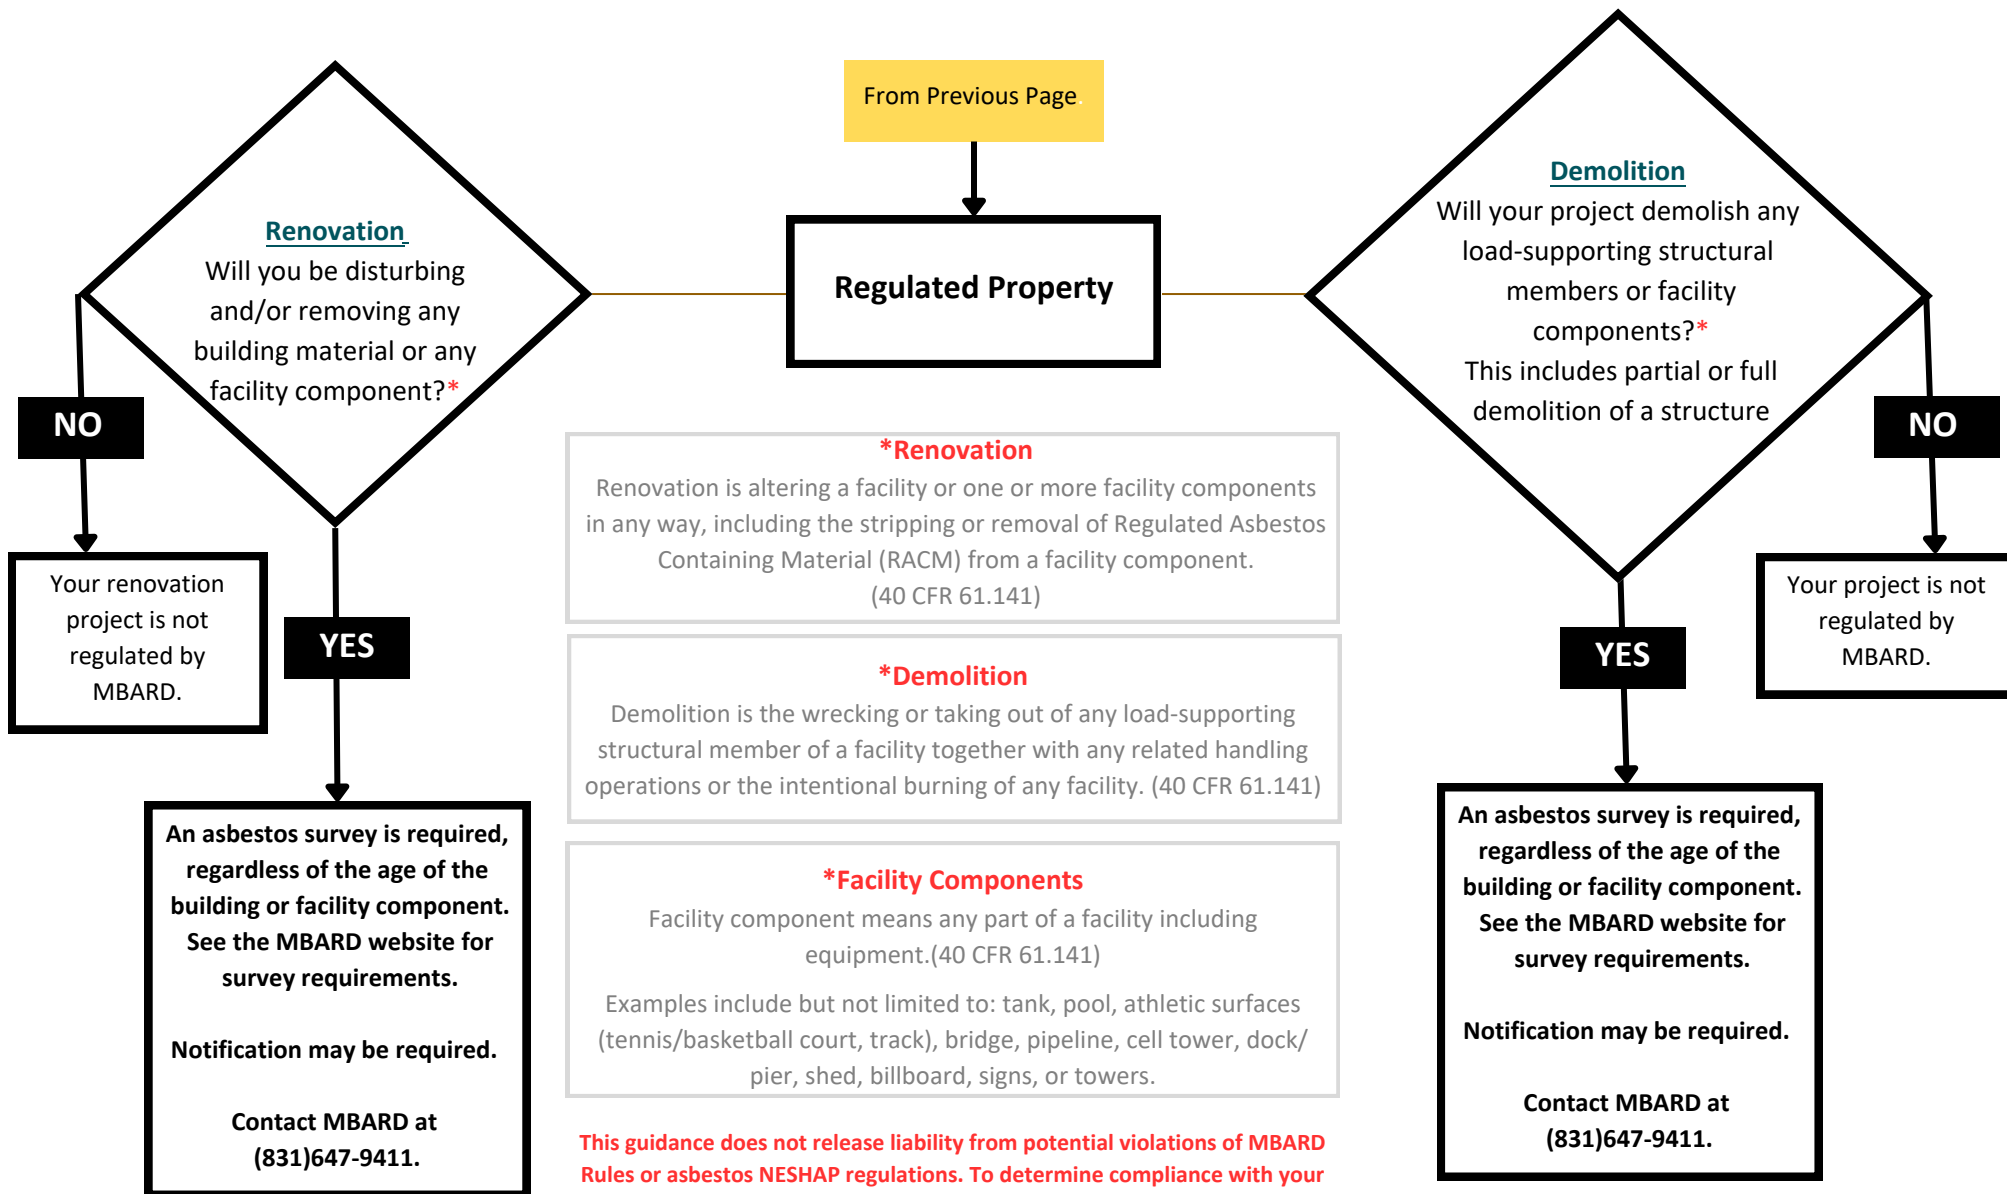 From Previous Page.
Regulated Property
Renovation
Will you be disturbing
and/or removing any
building material or any
facility component?*
NO
Your renovation
project is not
regulated by
MBARD.
YES
An asbestos survey is required,
regardless of the age of the
building or facility component.
See the MBARD website for
survey requirements.
Notification may be required.
Contact MBARD at
(831)647-9411.
*Renovation
Renovation is altering a facility or one or more facility components
in any way, including the stripping or removal of Regulated Asbestos
Containing Material (RACM) from a facility component.
(40 CFR 61.141)
*Demolition
Demolition is the wrecking or taking out of any load-supporting
structural member of a facility together with any related handling
operations or the intentional burning of any facility. (40 CFR 61.141)
*Facility Components
Facility component means any part of a facility including
equipment.(40 CFR 61.141)
Examples include but not limited to: tank, pool, athletic surfaces
(tennis/basketball court, track), bridge, pipeline, cell tower, dock/
pier, shed, billboard, signs, or towers.
This guidance does not release liability from potential violations of MBARD
Rules or asbestos NESHAP regulations. To determine compliance with your
Demolition
Will your project demolish any
load-supporting structural
members or facility
components?*
This includes partial or full
demolition of a structure
NO
Your project is not
regulated by
MBARD.
YES
An asbestos survey is required,
regardless of the age of the
building or facility component.
See the MBARD website for
survey requirements.
Notification may be required.
Contact MBARD at
(831)647-9411.